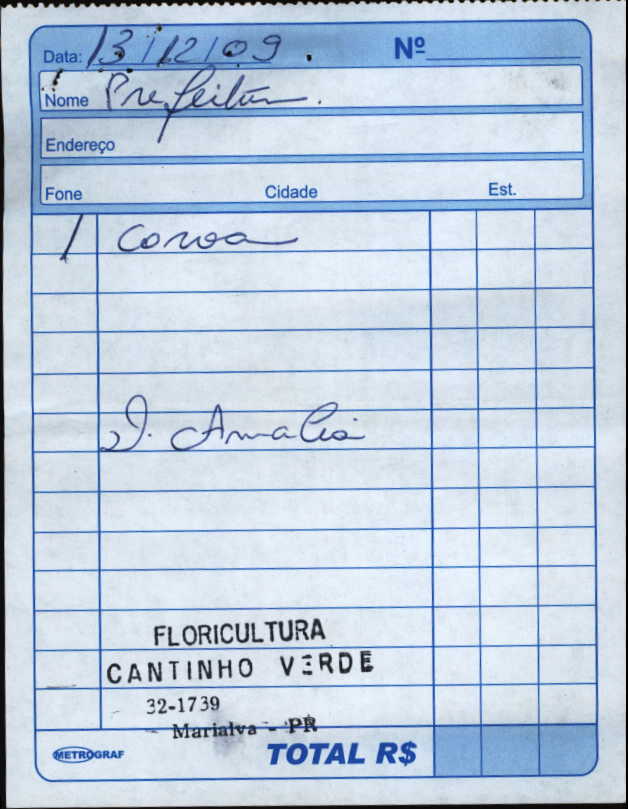 Data: 13/12/09 Nº
Nome Prefeitura
Endereço
Fone Cidade Est.
1 Coroa
D. Amalia
FLORICULTURA
CANTINHO VERDE
32-1739
Marialva - PR
METROGRAF TOTAL R$